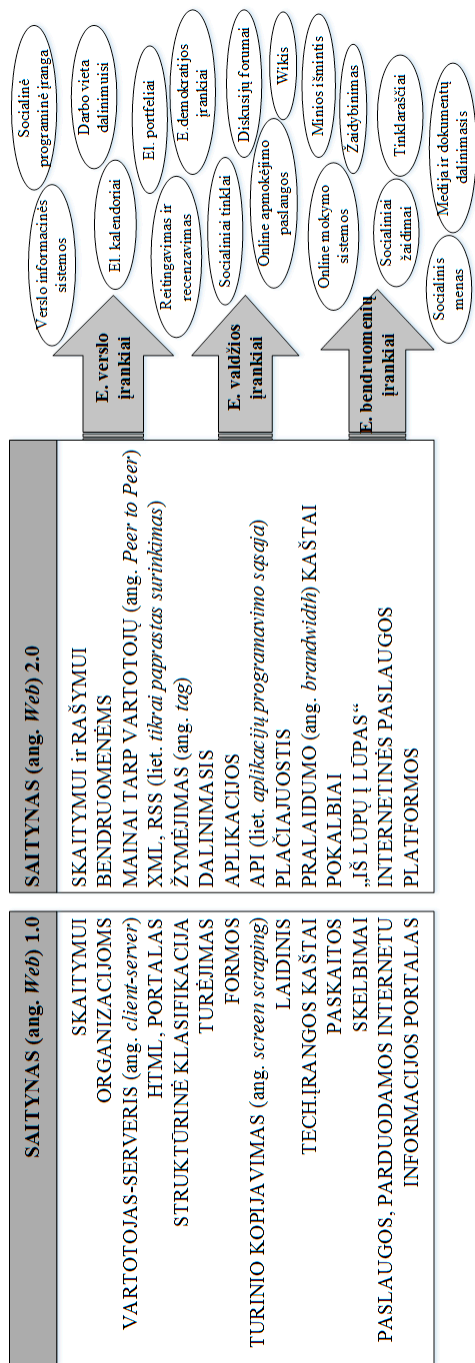 SAITYNAS (ang. Web) 1.0
SKAITYMUI
ORGANIZACIJOMS
VARTOTOJAS-SERVERIS (ang. client-server)
HTML, PORTALAS
STRUKTŪRINĖ KLASIFIKACIJA
TURĖJIMAS
FORMOS
TURINIO KOPIJAVIMAS (ang. screen scraping)
LAIDINIS
TECH.ĮRANGOS KAŠTAI
PASKAITOS
SKELBIMAI
PASLAUGOS, PARDUODAMOS INTERNETU
INFORMACIJOS PORTALAS
SAITYNAS (ang. Web) 2.0
SKAITYMUI ir RAŠYMUI
BENDRUOMENĖMS
MAINAI TARP VARTOTOJŲ (ang. Peer to Peer)
XML, RSS (liet. tikrai paprastas surinkimas)
ŽYMĖJIMAS (ang. tag)
DALINIMASIS
APLIKACIJOS
API (liet. aplikacijų programavimo sąsaja)
PLAČIAJUOSTIS
PRALAIDUMO (ang. brandwidth) KAŠTAI
POKALBIAI
„IŠ LŪPŲ Į LŪPAS“
INTERNETINĖS PASLAUGOS
PLATFORMOS
E. verslo
įrankiai
E. valdžios
įrankiai
E. bendruomenių
įrankiai
Verslo informacinės
sistemos
Socialinė
programinė įranga
El. kalendoriai
Darbo vieta
dalinimuisi
El. portfeliai
Reitingavimas ir
recenzavimas
E.demokratijos
įrankiai
Socialiniai tinklai
Diskusijų forumai
Online apmokėjimo
paslaugos
Wikis
Online mokymo
sistemos
Minios išmintis
Žaidybinimas
Socialiniai
žaidimai
Tinklaraščiai
Socialinis
menas
Medija ir dokumentų
dalinimasis